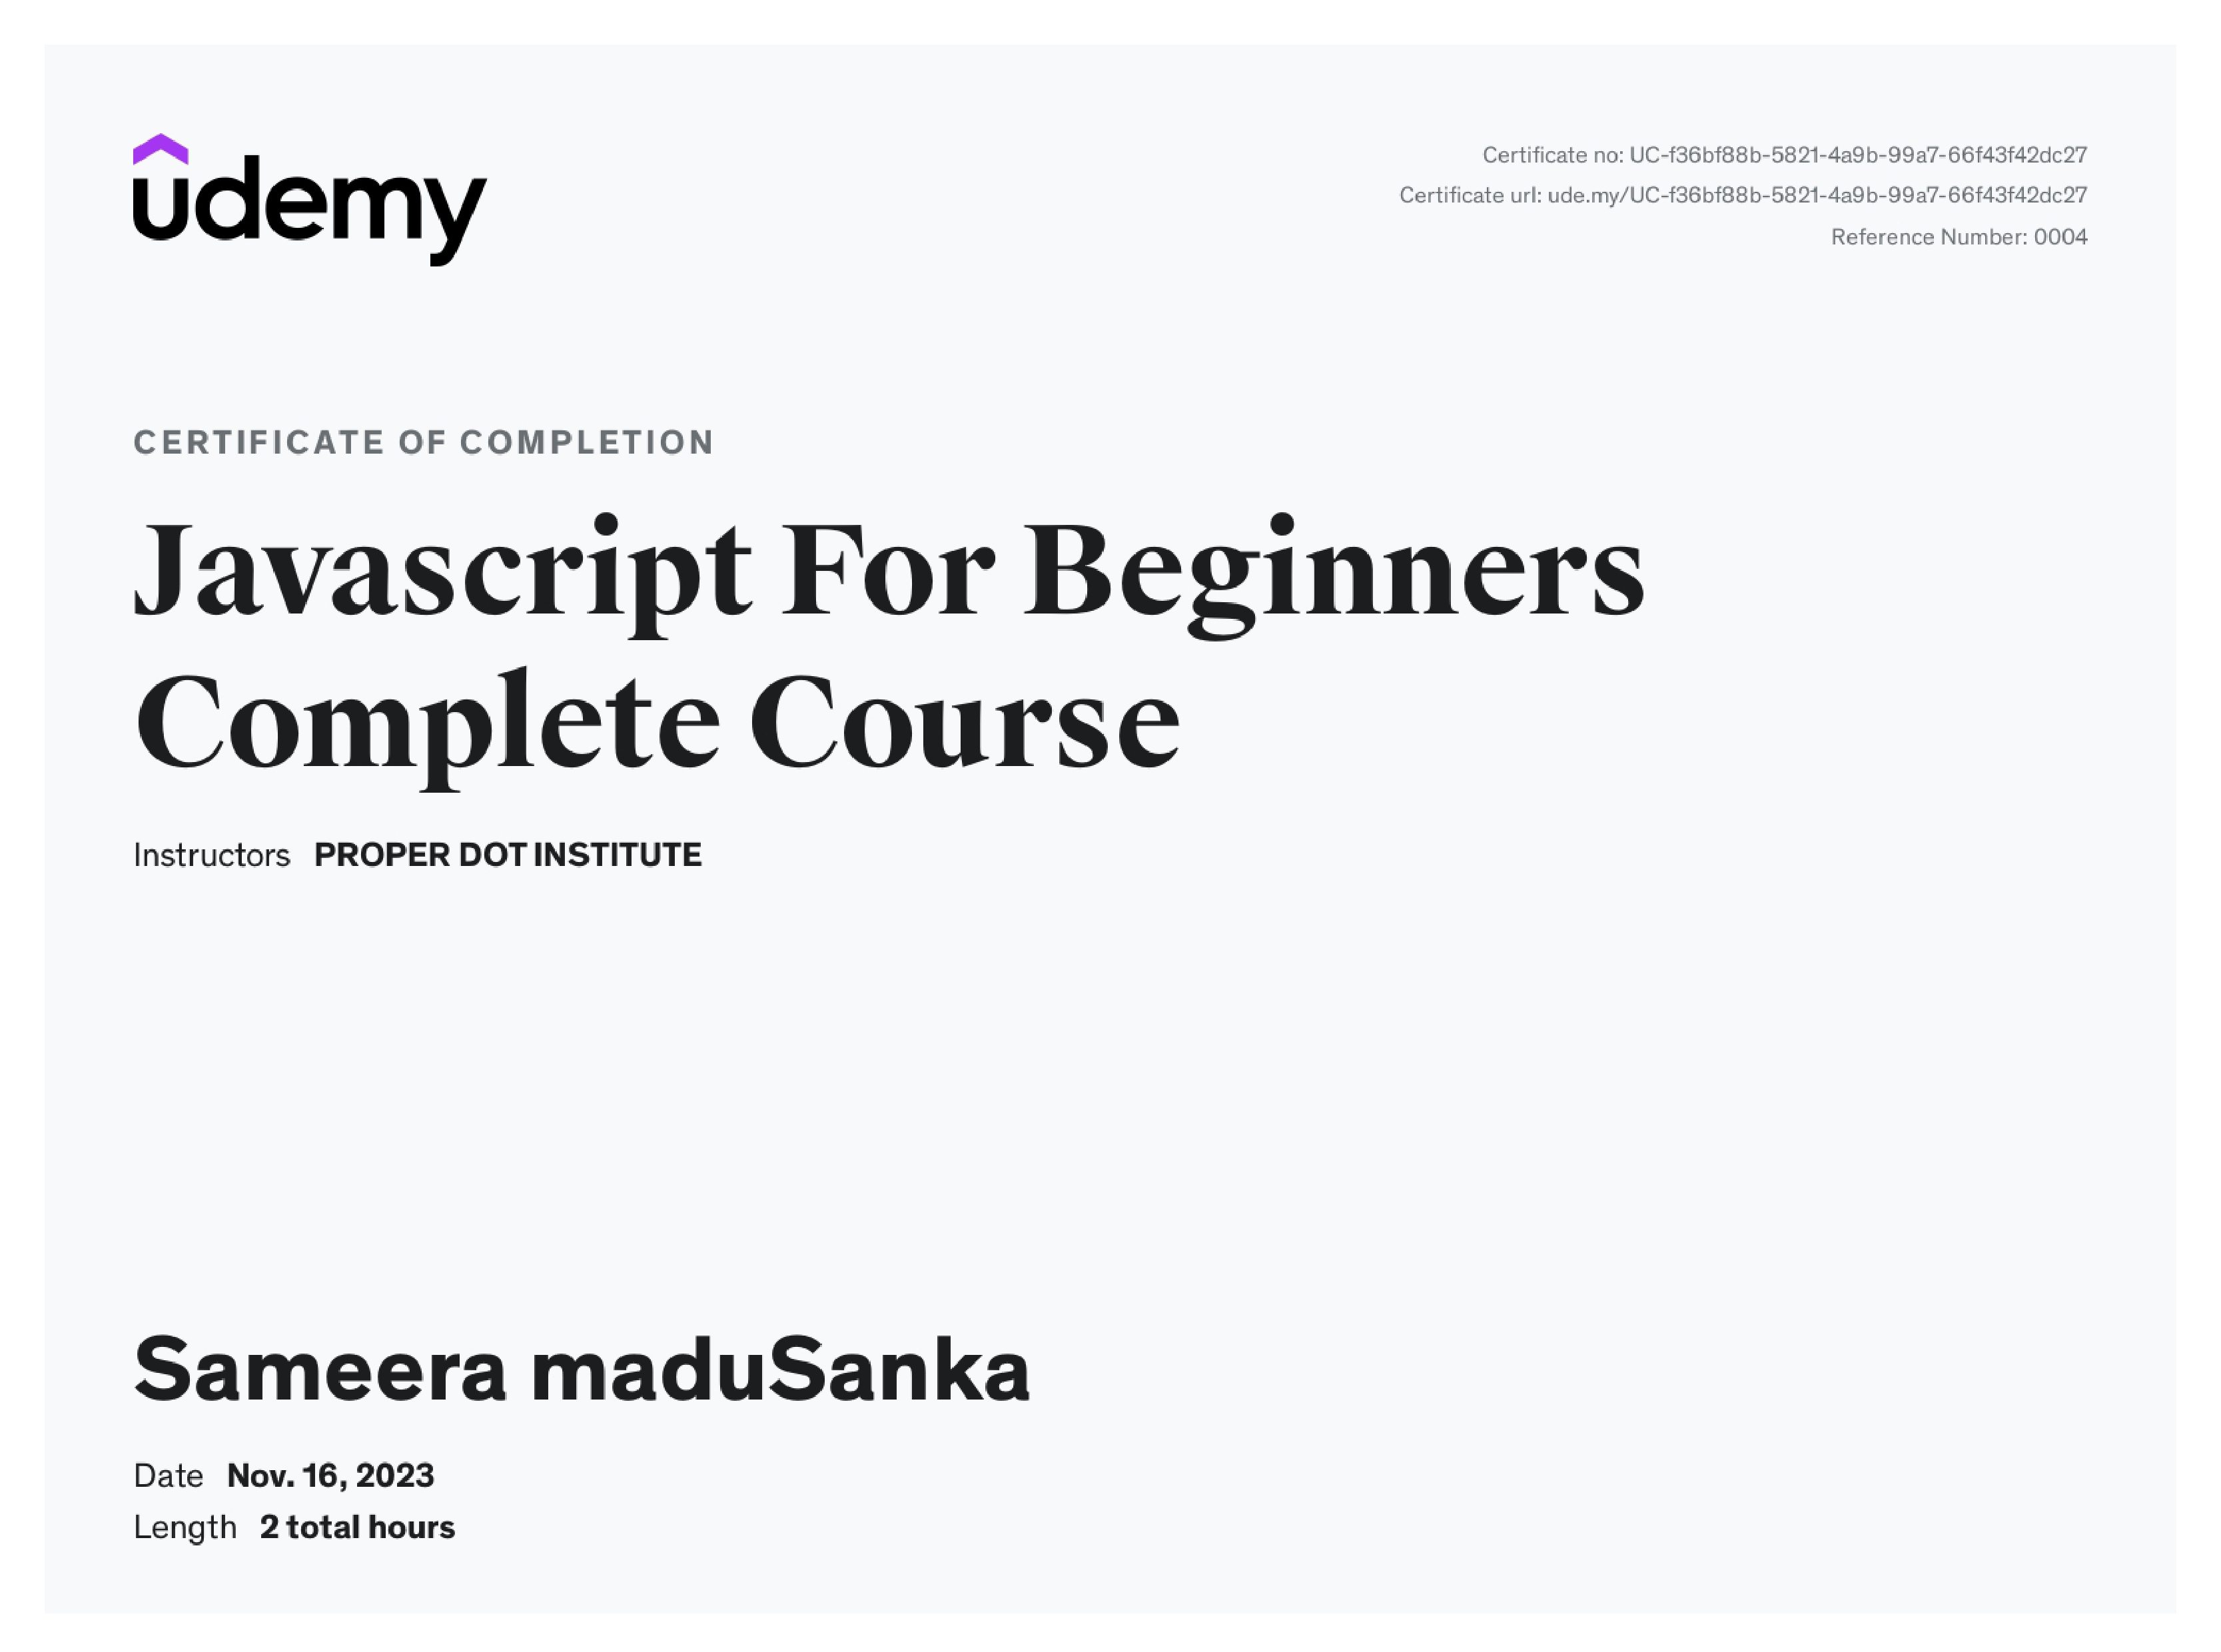 udemy
Certificate no: UC-f36bf88b-5821-4a9b-99a7-66f43f42dc27
Certificate url: ude.my/UC-f36bf88b-5821-4a9b-99a7-66f43f42dc27
Reference Number: 0004
CERTIFICATE OF COMPLETION
Javascript For Beginners
Complete Course
Instructors PROPER DOT INSTITUTE
Sameera maduSanka
Date Nov. 16, 2023
Length 2 total hours